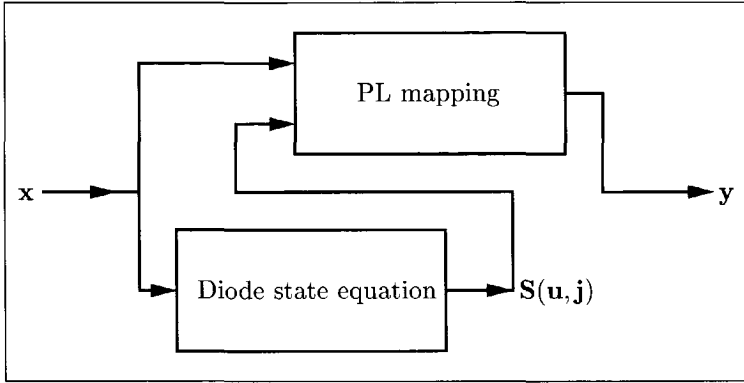 PL mapping
x
y
Diode state equation
S(u,j)